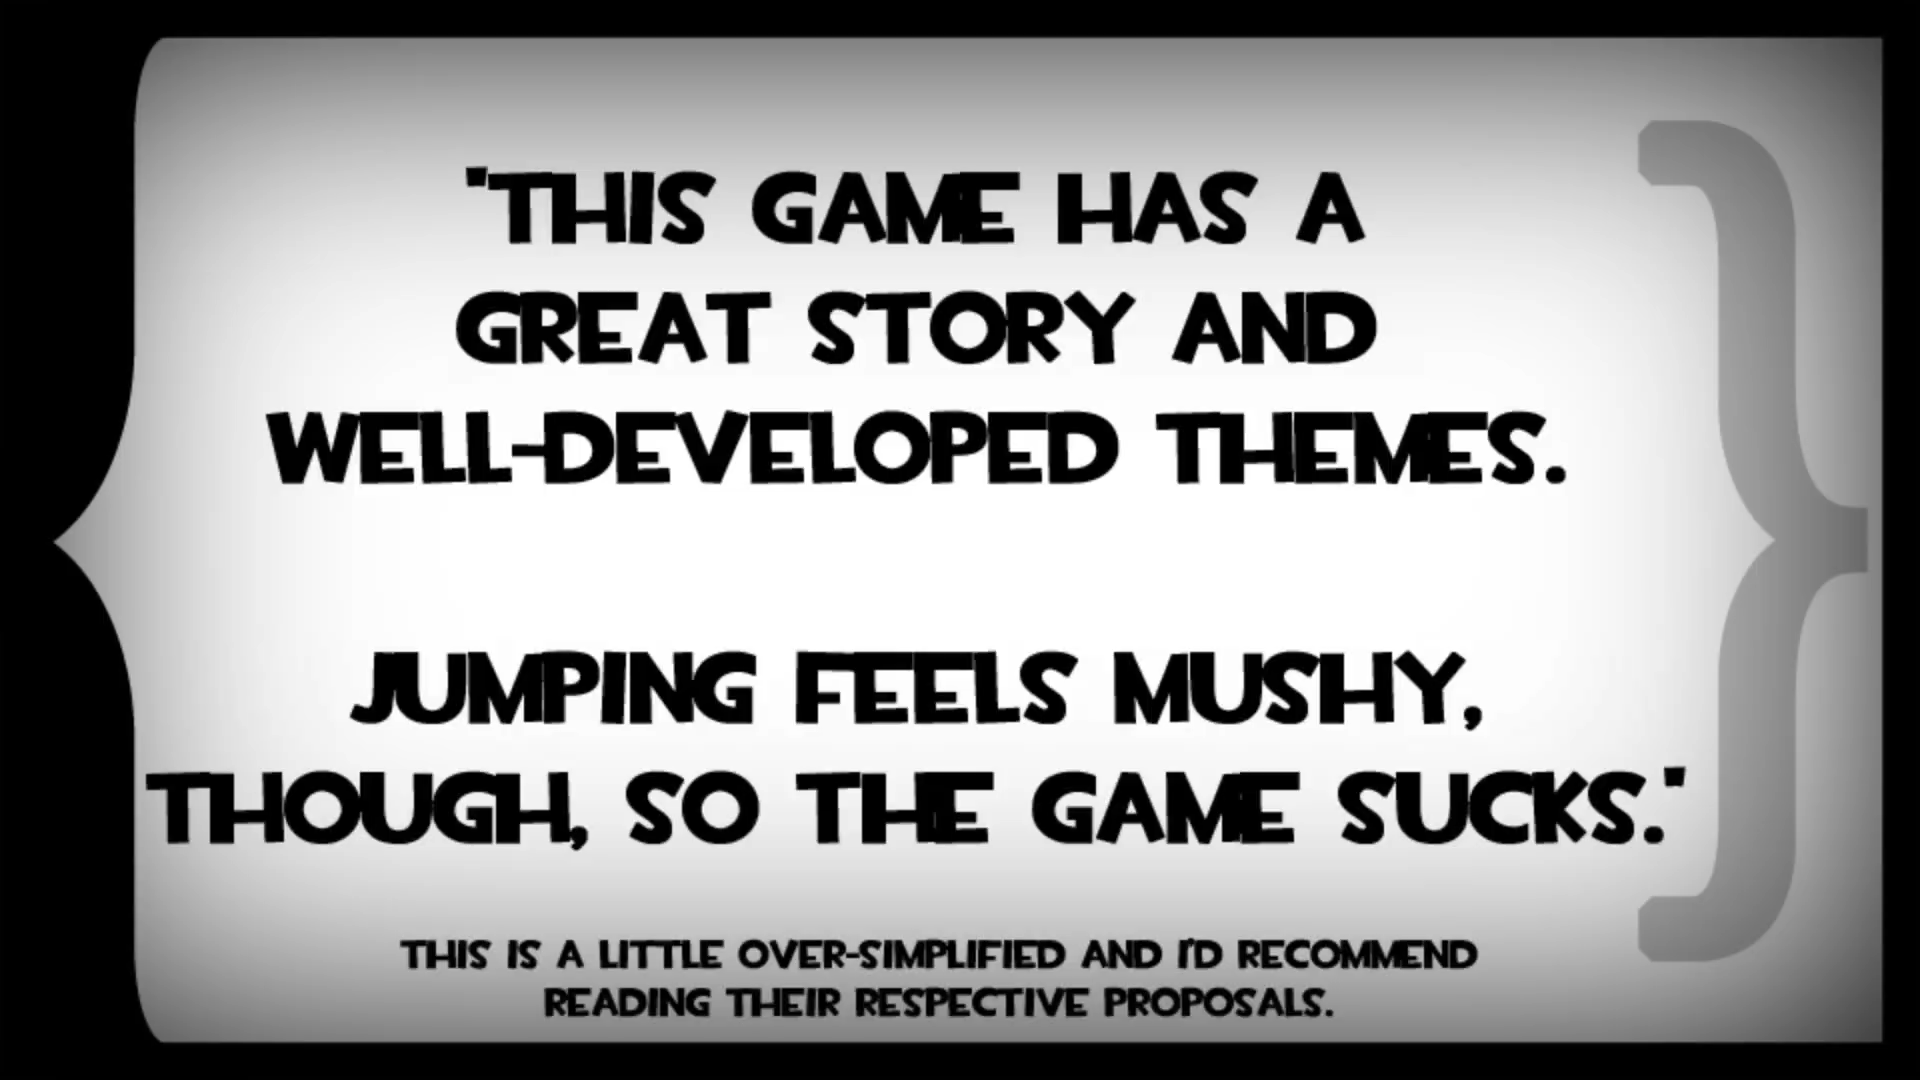 "THIS GAME HAS A
GREAT STORY AND
WELL-DEVELOPED THEMES.
JUMPING FEELS MUSHY,
THOUGH, SO THE GAME SUCKS."
THIS IS A LITTLE OVER-SIMPLIFIED AND I'D RECOMMEND
READING THEIR RESPECTIVE PROPOSALS.